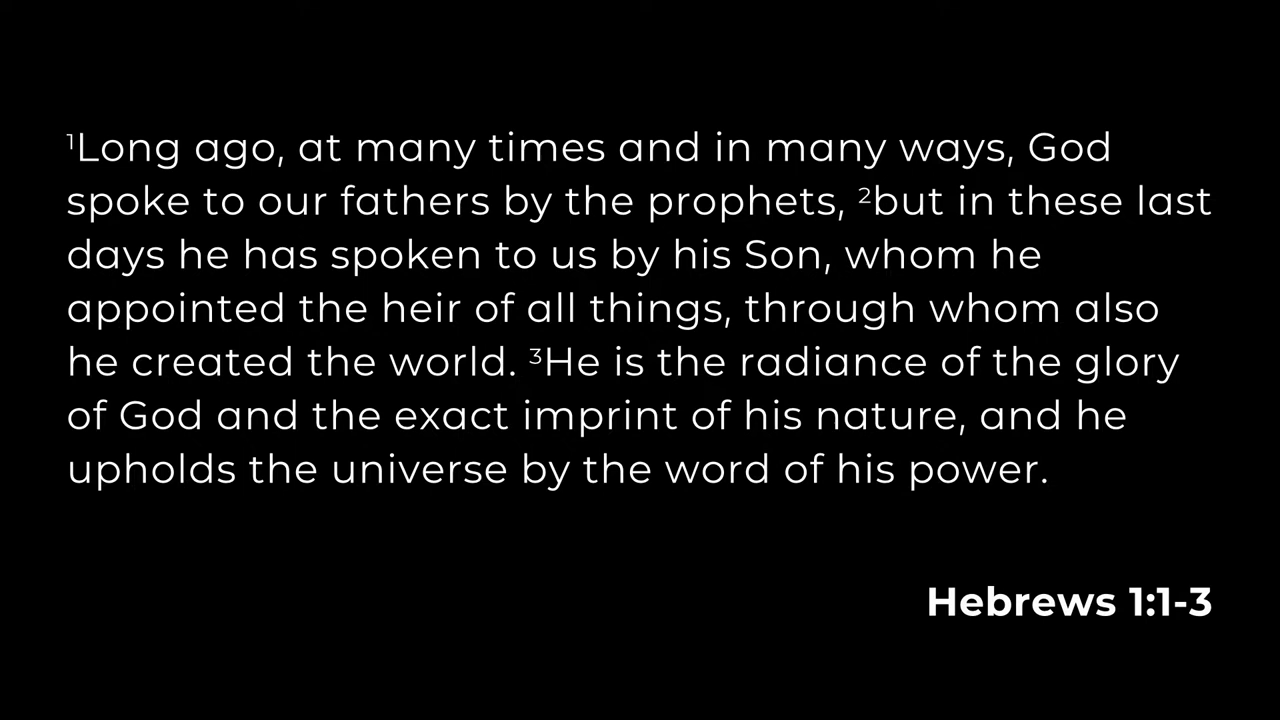 ¹Long ago, at many times and in many ways, God
spoke to our fathers by the prophets, ²but in these last
days he has spoken to us by his Son, whom he
appointed the heir of all things, through whom also
he created the world. ³He is the radiance of the glory
of God and the exact imprint of his nature, and he
upholds the universe by the word of his power.
Hebrews 1:1-3